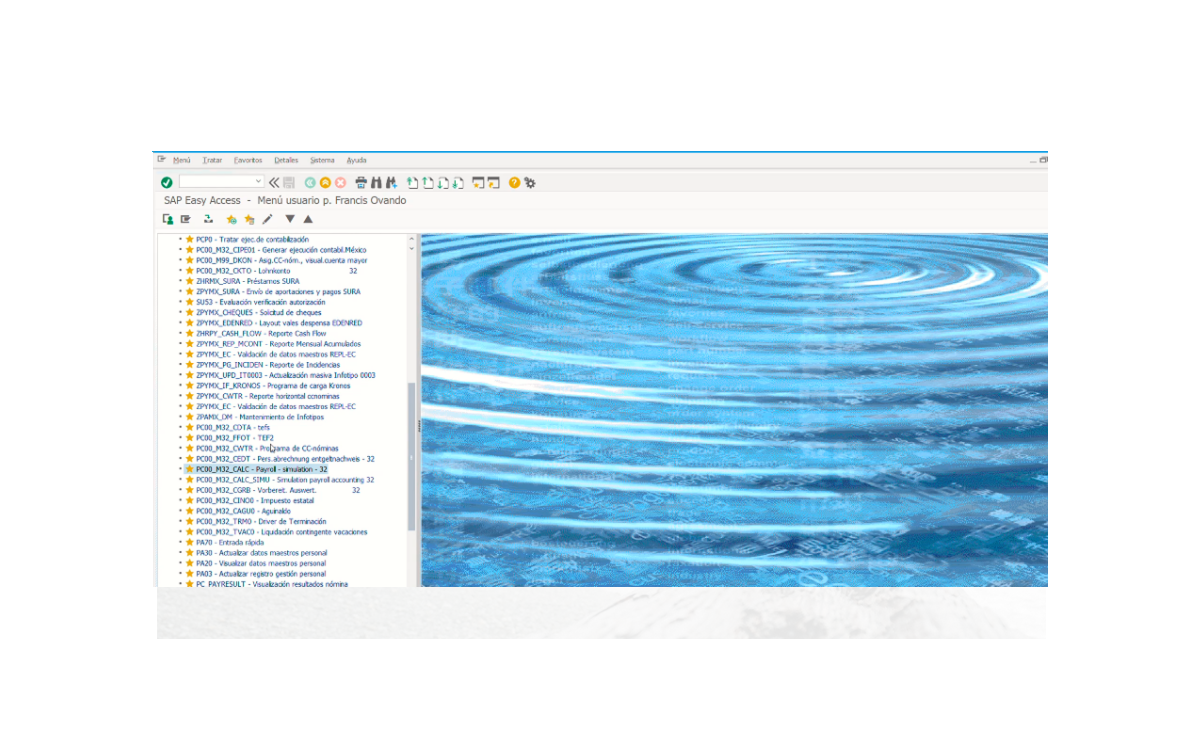 Menú Tratar Favoritos Detalles Sistema Ayuda
SAP Easy Access - Menú usuario p. Francis Ovando
PCP0 - Tratar ejec.de contabilización
PC00_M32_CIPE01 - Generar ejecución contabl.México
PC00_M99_DKON - Asig.CC-nóm., visual.cuenta mayor
PC00_M32_CKTO - Lohnkonto 32
ZHRMX_SURA - Préstamos SURA
ZPYMX_SURA - Envío de aportaciones y pagos SURA
SU53 - Evaluación verificación autorización
ZPYMX_CHEQUES - Solcitud de cheques
ZPYMX_EDENRED - Layout vales despensa EDENRED
ZHRPY_CASH_FLOW - Reporte Cash Flow
ZPYMX_REP_MCONT - Reporte Mensual Acumulados
ZPYMX_EC - Validación de datos maestros REPL-EC
ZPYMX_PG_INCIDEN - Reporte de Incidencias
ZPYMX_UPD_IT0003 - Actualización masiva Infotipo 0003
ZPYMX_IF_KRONOS - Programa de carga Kronos
ZPYMX_CWTR - Reporte horizontal ccnominas
ZPYMX_EC - Validación de datos maestros REPL-EC
ZPAMX_DM - Mantenimiento de Infotipos
PC00_M32_CDTA - tefs
PC00_M32_FFOT - TEF2
PC00_M32_CWTR - Programa de CC-nóminas
PC00_M32_CEDT - Pers.abrechnung entgeltnachweis - 32
PC00_M32_CALC - Payroll - simulation - 32
PC00_M32_CALC_SIMU - Simulation payroll accounting 32
PC00_M32_CGRB - Vorbereit. Auswert. 32
PC00_M32_CINO0 - Impuesto estatal
PC00_M32_CAGU0 - Aguinaldo
PC00_M32_TRM0 - Driver de Terminación
PC00_M32_TVAC0 - Liquidación contingente vacaciones
PA70 - Entrada rápida
PA30 - Actualizar datos maestros personal
PA20 - Visualizar datos maestros personal
PA03 - Actualizar registro gestión personal
PC_PAYRESULT - Visualización resultados nómina